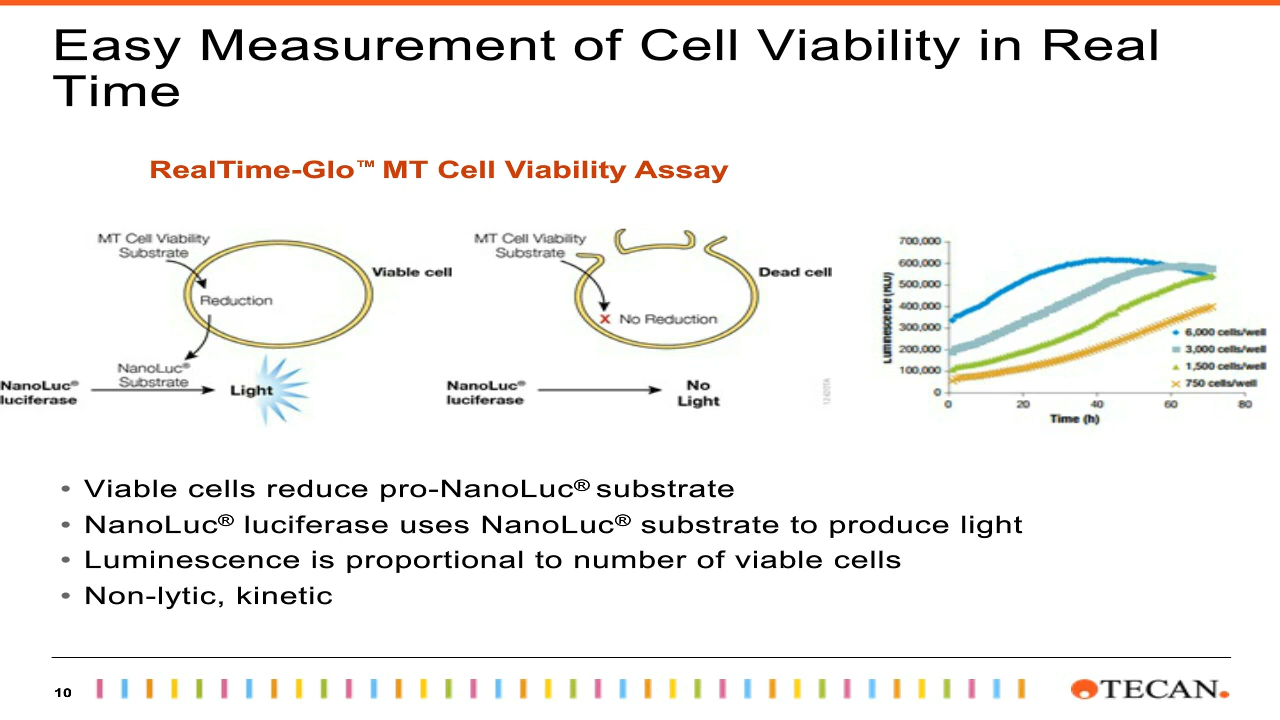 Easy Measurement of Cell Viability in Real
Time
RealTime-Glo™ MT Cell Viability Assay
MT Cell Viability
Substrate
Viable cell
Reduction
NanoLuc®
Substrate
NanoLuc®
luciferase
Light
MT Cell Viability
Substrate
Dead cell
X No Reduction
NanoLuc®
luciferase
No
Light
Luminescence (RLU)
700,000
600,000
500,000
400,000
300,000
200,000
100,000
0
0 20 40 60 80
Time (h)
6,000 cells/well
3,000 cells/well
1,500 cells/well
750 cells/well
• Viable cells reduce pro-NanoLuc® substrate
• NanoLuc® luciferase uses NanoLuc® substrate to produce light
• Luminescence is proportional to number of viable cells
• Non-lytic, kinetic
10
TECAN.